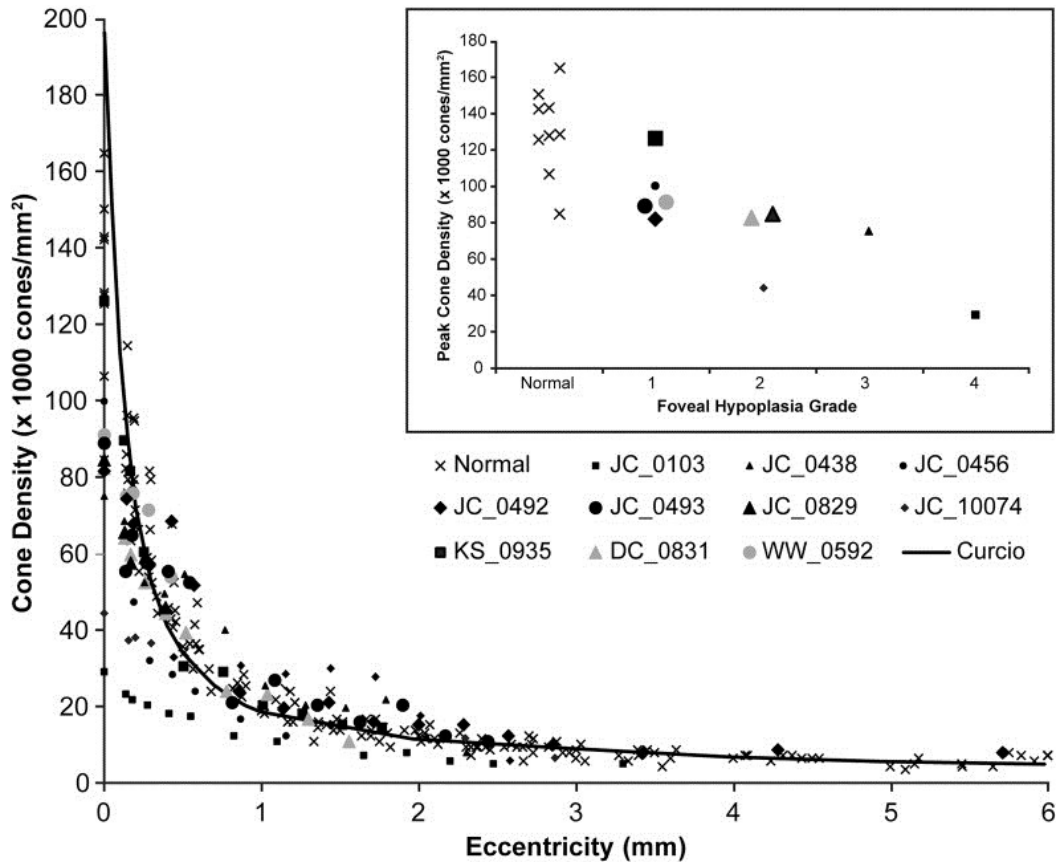 Cone Density (x 1000 cones/mm²)
200
180
160
140
120
100
80
60
40
20
0
0 1 2 3 4 5 6
Eccentricity (mm)
Peak Cone Density (x 1000 cones/mm²)
180
160
140
120
100
80
60
40
20
0
Normal 1 2 3 4
Foveal Hypoplasia Grade
Normal JC_0103 JC_0438 JC_0456
JC_0492 JC_0493 JC_0829 JC_10074
KS_0935 DC_0831 WW_0592 Curcio